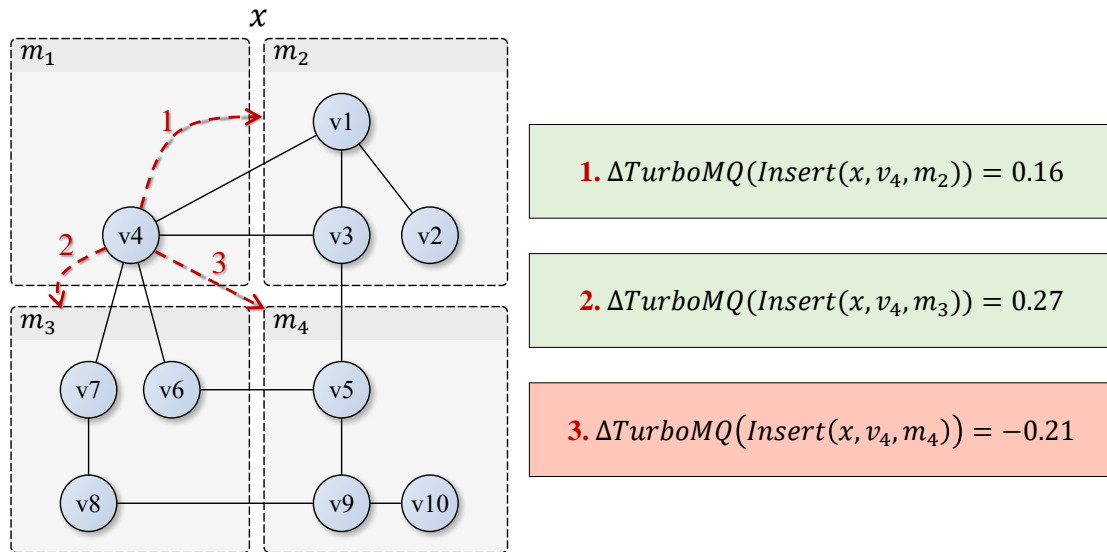 x
m₁
m₂
1
v1
v4
v3
v2
2
3
m₃
m₄
v7
v6
v5
v8
v9
v10
1. ΔTurboMQ(Insert(x, v₄, m₂)) = 0.16
2. ΔTurboMQ(Insert(x, v₄, m₃)) = 0.27
3. ΔTurboMQ(Insert(x, v₄, m₄)) = −0.21